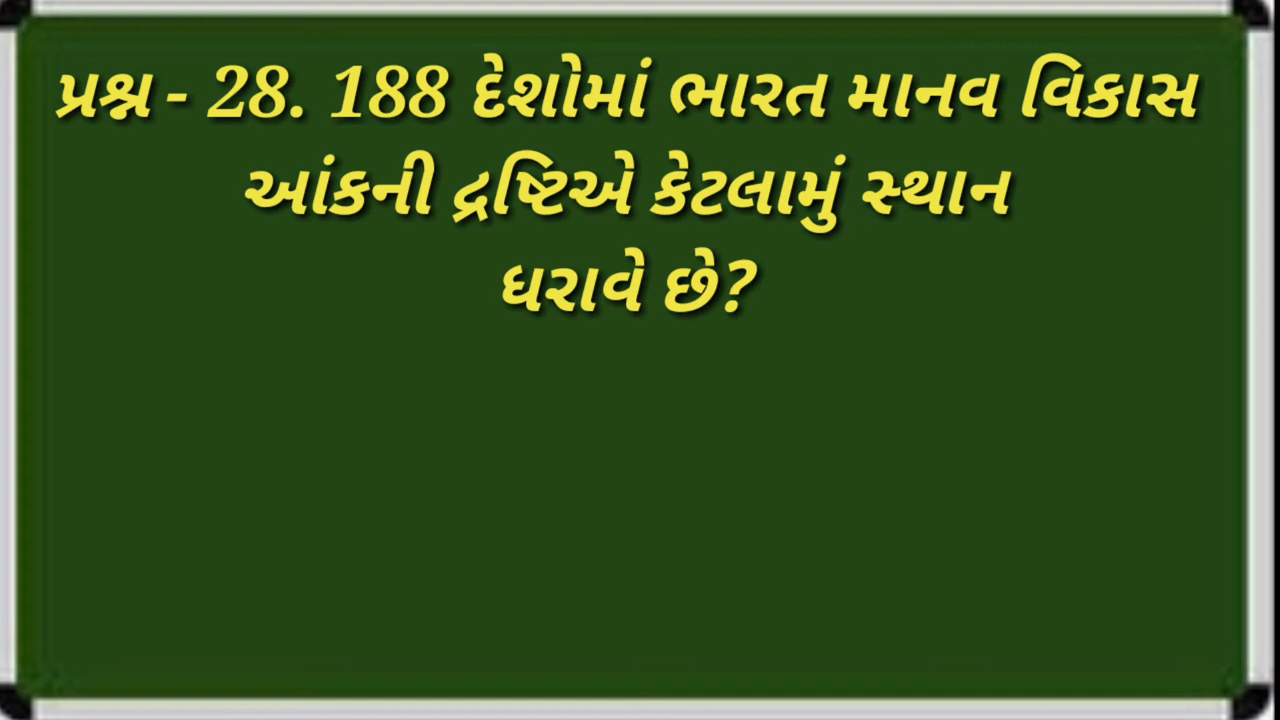 પ્રશ્ન - 28. 188 દેશોમાં ભારત માનવ વિકાસ
આંકની દ્રષ્ટિએ કેટલામું સ્થાન
ધરાવે છે?